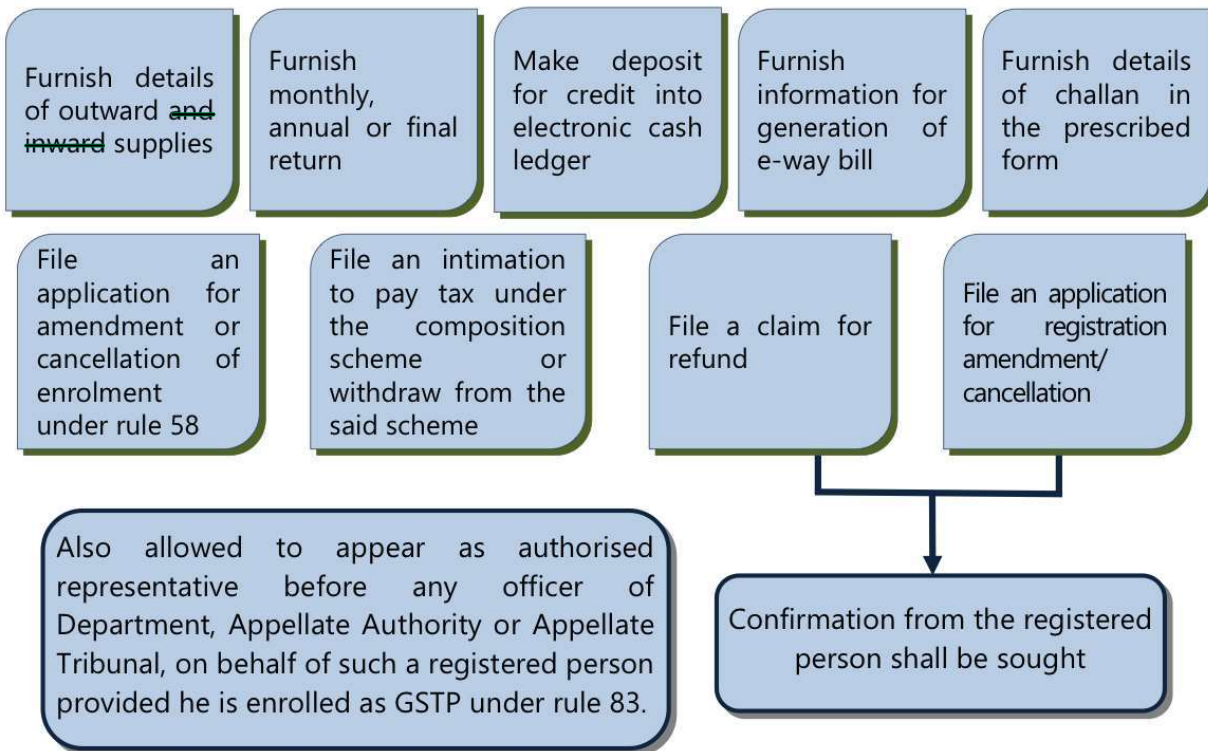 Furnish details
of outward and
inward supplies
Furnish
monthly,
annual or final
return
Make deposit
for credit into
electronic cash
ledger
Furnish
information for
generation of
e-way bill
Furnish details
of challan in
the prescribed
form
File an
application for
amendment or
cancellation of
enrolment
under rule 58
File an intimation
to pay tax under
the composition
scheme or
withdraw from the
said scheme
File a claim for
refund
File an application
for registration
amendment/
cancellation
Also allowed to appear as authorised
representative before any officer of
Department, Appellate Authority or Appellate
Tribunal, on behalf of such a registered person
provided he is enrolled as GSTP under rule 83.
Confirmation from the registered
person shall be sought